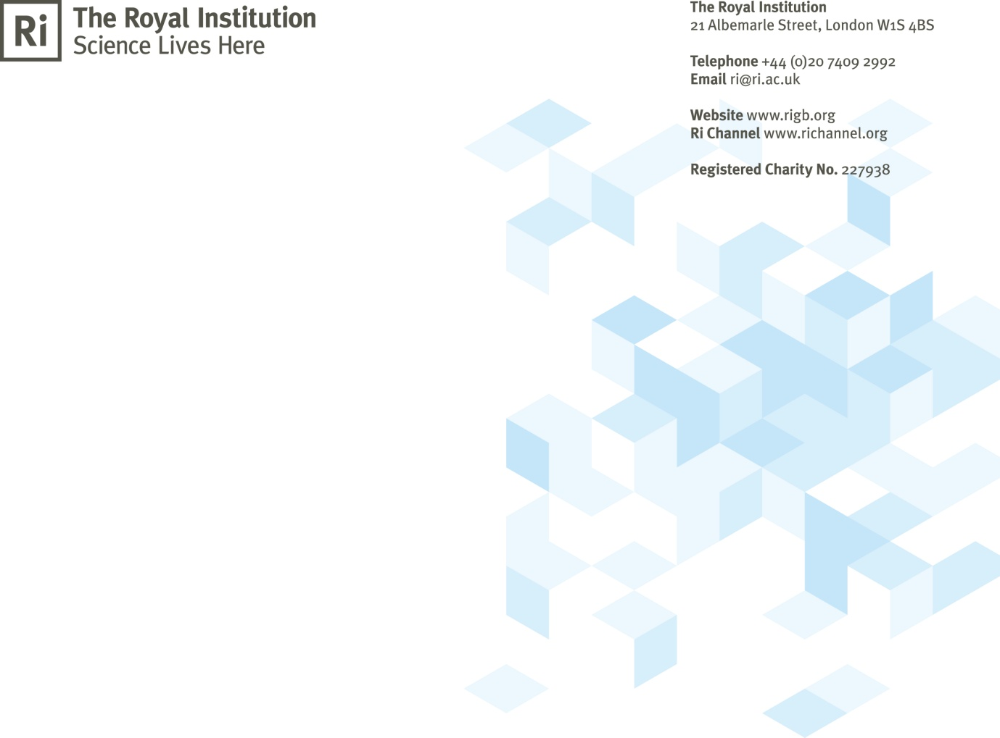 Ri
The Royal Institution
Science Lives Here
The Royal Institution
21 Albemarle Street, London W1S 4BS
Telephone +44 (0)20 7409 2992
Email ri@ri.ac.uk
Website www.rigb.org
Ri Channel www.richannel.org
Registered Charity No. 227938